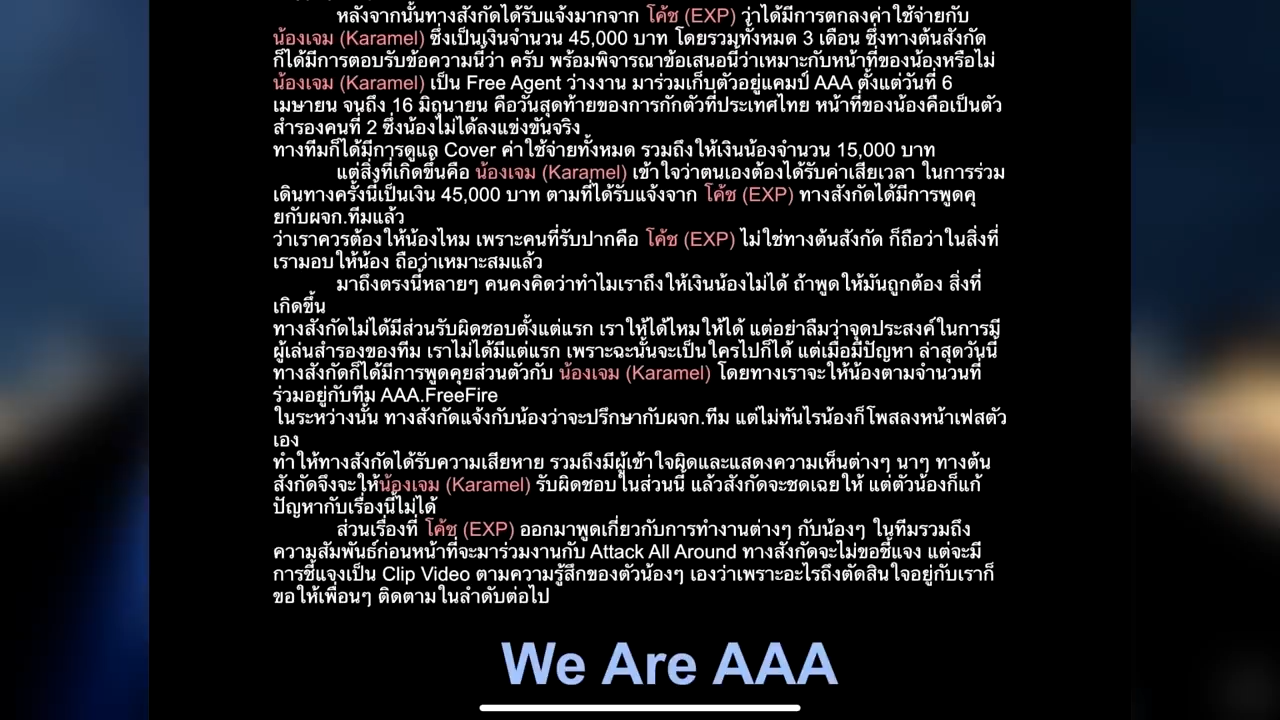 หลังจากนั้นทางสังกัดได้รับแจ้งมากจาก โค้ช (EXP) ว่าได้มีการตกลงค่าใช้จ่ายกับ
น้องเจม (Karamel) ซึ่งเป็นเงินจำนวน 45,000 บาท โดยรวมทั้งหมด 3 เดือน ซึ่งทางต้นสังกัด
ก็ได้มีการตอบรับข้อความนี้ว่า ครับ พร้อมพิจารณาข้อเสนอนี้ว่าเหมาะกับหน้าที่ของน้องหรือไม่
น้องเจม (Karamel) เป็น Free Agent ว่างงาน มาร่วมเก็บตัวอยู่แคมป์ AAA ตั้งแต่วันที่ 6
เมษายน จนถึง 16 มิถุนายน คือวันสุดท้ายของการกักตัวที่ประเทศไทย หน้าที่ของน้องคือเป็นตัว
สำรองคนที่ 2 ซึ่งน้องไม่ได้ลงแข่งขันจริง
ทางทีมก็ได้มีการดูแล Cover ค่าใช้จ่ายทั้งหมด รวมถึงให้เงินน้องจำนวน 15,000 บาท
แต่สิ่งที่เกิดขึ้นคือ น้องเจม (Karamel) เข้าใจว่าตนเองต้องได้รับค่าเสียเวลา ในการร่วม
เดินทางครั้งนี้เป็นเงิน 45,000 บาท ตามที่ได้รับแจ้งจาก โค้ช (EXP) ทางสังกัดได้มีการพูดคุ
ยกับผจก.ทีมแล้ว
ว่าเราควรต้องให้น้องไหม เพราะคนที่รับปากคือ โค้ช (EXP) ไม่ใช่ทางต้นสังกัด ก็ถือว่าในสิ่งที่
เรามอบให้น้อง ถือว่าเหมาะสมแล้ว
มาถึงตรงนี้หลายๆ คนคงคิดว่าทำไมเราถึงให้เงินน้องไม่ได้ ถ้าพูดให้มันถูกต้อง สิ่งที่
เกิดขึ้น
ทางสังกัดไม่ได้มีส่วนรับผิดชอบตั้งแต่แรก เราให้ได้ไหมให้ได้ แต่อย่าลืมว่าจุดประสงค์ในการมี
ผู้เล่นสำรองของทีม เราไม่ได้มีแต่แรก เพราะฉะนั้นจะเป็นใครไปก็ได้ แต่เมื่อมีปัญหา ล่าสุดวันนี้
ทางสังกัดก็ได้มีการพูดคุยส่วนตัวกับ น้องเจม (Karamel) โดยทางเราจะให้น้องตามจำนวนที่
ร่วมอยู่กับทีม AAA.FreeFire
ในระหว่างนั้น ทางสังกัดแจ้งกับน้องว่าจะปรึกษากับผจก.ทีม แต่ไม่ทันไรน้องก็โพสลงหน้าเฟสตัว
เอง
ทำให้ทางสังกัดได้รับความเสียหาย รวมถึงมีผู้เข้าใจผิดและแสดงความเห็นต่างๆ นาๆ ทางต้น
สังกัดจึงจะให้น้องเจม (Karamel) รับผิดชอบในส่วนนี้ แล้วสังกัดจะชดเฉยให้ แต่ตัวน้องก็แก้
ปัญหากับเรื่องนี้ไม่ได้
ส่วนเรื่องที่ โค้ช (EXP) ออกมาพูดเกี่ยวกับการทำงานต่างๆ กับน้องๆ ในทีมรวมถึง
ความสัมพันธ์ก่อนหน้าที่จะมาร่วมงานกับ Attack All Around ทางสังกัดจะไม่ขอชี้แจง แต่จะมี
การชี้แจงเป็น Clip Video ตามความรู้สึกของตัวน้องๆ เองว่าเพราะอะไรถึงตัดสินใจอยู่กับเราก็
ขอให้เพื่อนๆ ติดตามในลำดับต่อไป
We Are AAA